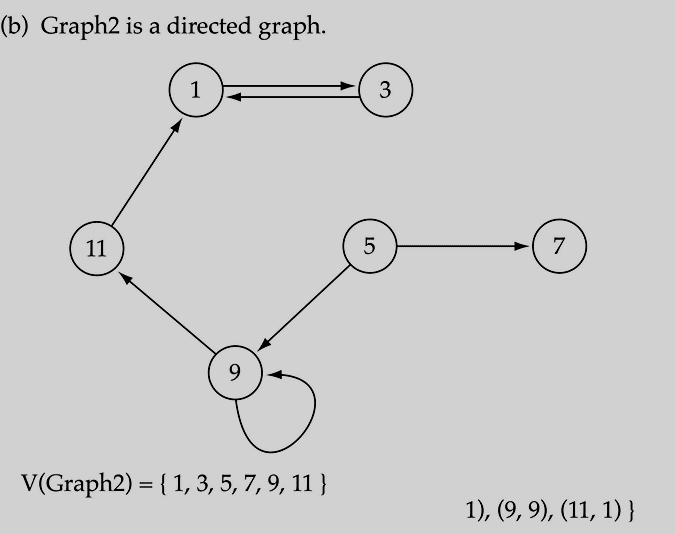 (b) Graph2 is a directed graph.
1
3
11
5
7
9
V(Graph2) = { 1, 3, 5, 7, 9, 11 }
1), (9, 9), (11, 1) }